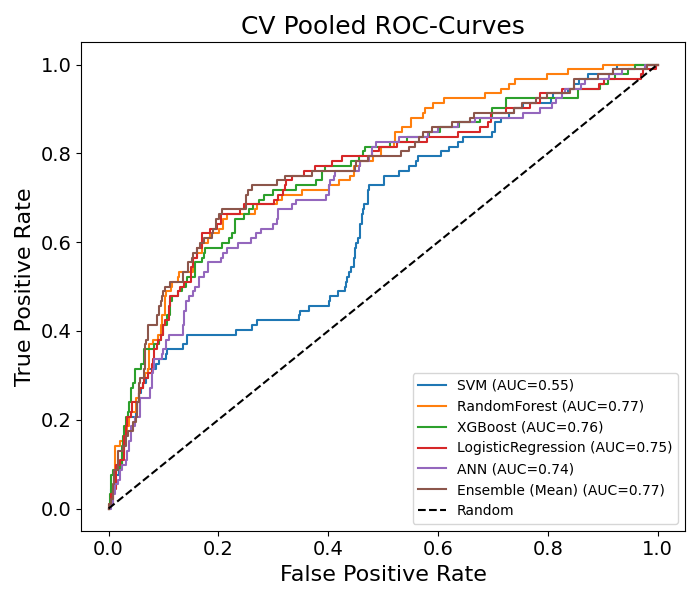 CV Pooled ROC-Curves
True Positive Rate
1.0
0.8
0.6
0.4
0.2
0.0
SVM (AUC=0.55)
RandomForest (AUC=0.77)
XGBoost (AUC=0.76)
LogisticRegression (AUC=0.75)
ANN (AUC=0.74)
Ensemble (Mean) (AUC=0.77)
Random
0.0 0.2 0.4 0.6 0.8 1.0
False Positive Rate